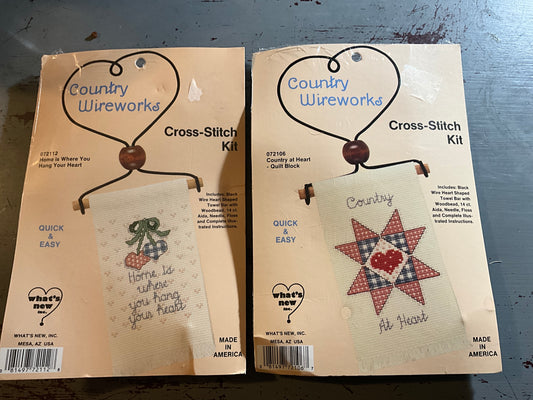 Country
Wireworks
Cross-Stitch
Kit
072112
Home is Where You
Hang Your Heart
Includes: Black
Wire Heart Shaped
Towel Bar with
Woodbead, 14 ct.
Aida, Needle, Floss
and Complete Illus-
trated Instructions.
QUICK
& EASY
Home Is
where
you hang
your heart
what's
new
inc.
WHAT'S NEW, INC.
MESA, AZ USA
MADE
IN
AMERICA
Country
Wireworks
Cross-Stitch
Kit
072106
Country at Heart
- Quilt Block
Includes: Black
Wire Heart Shaped
Towel Bar with
Woodbead, 14 ct.
Aida, Needle, Floss
and Complete Illus-
trated Instructions.
QUICK &
EASY
Country
At Heart
what's
new
inc.
WHAT'S NEW, INC.
MESA, AZ USA
MADE
IN
AMERICA